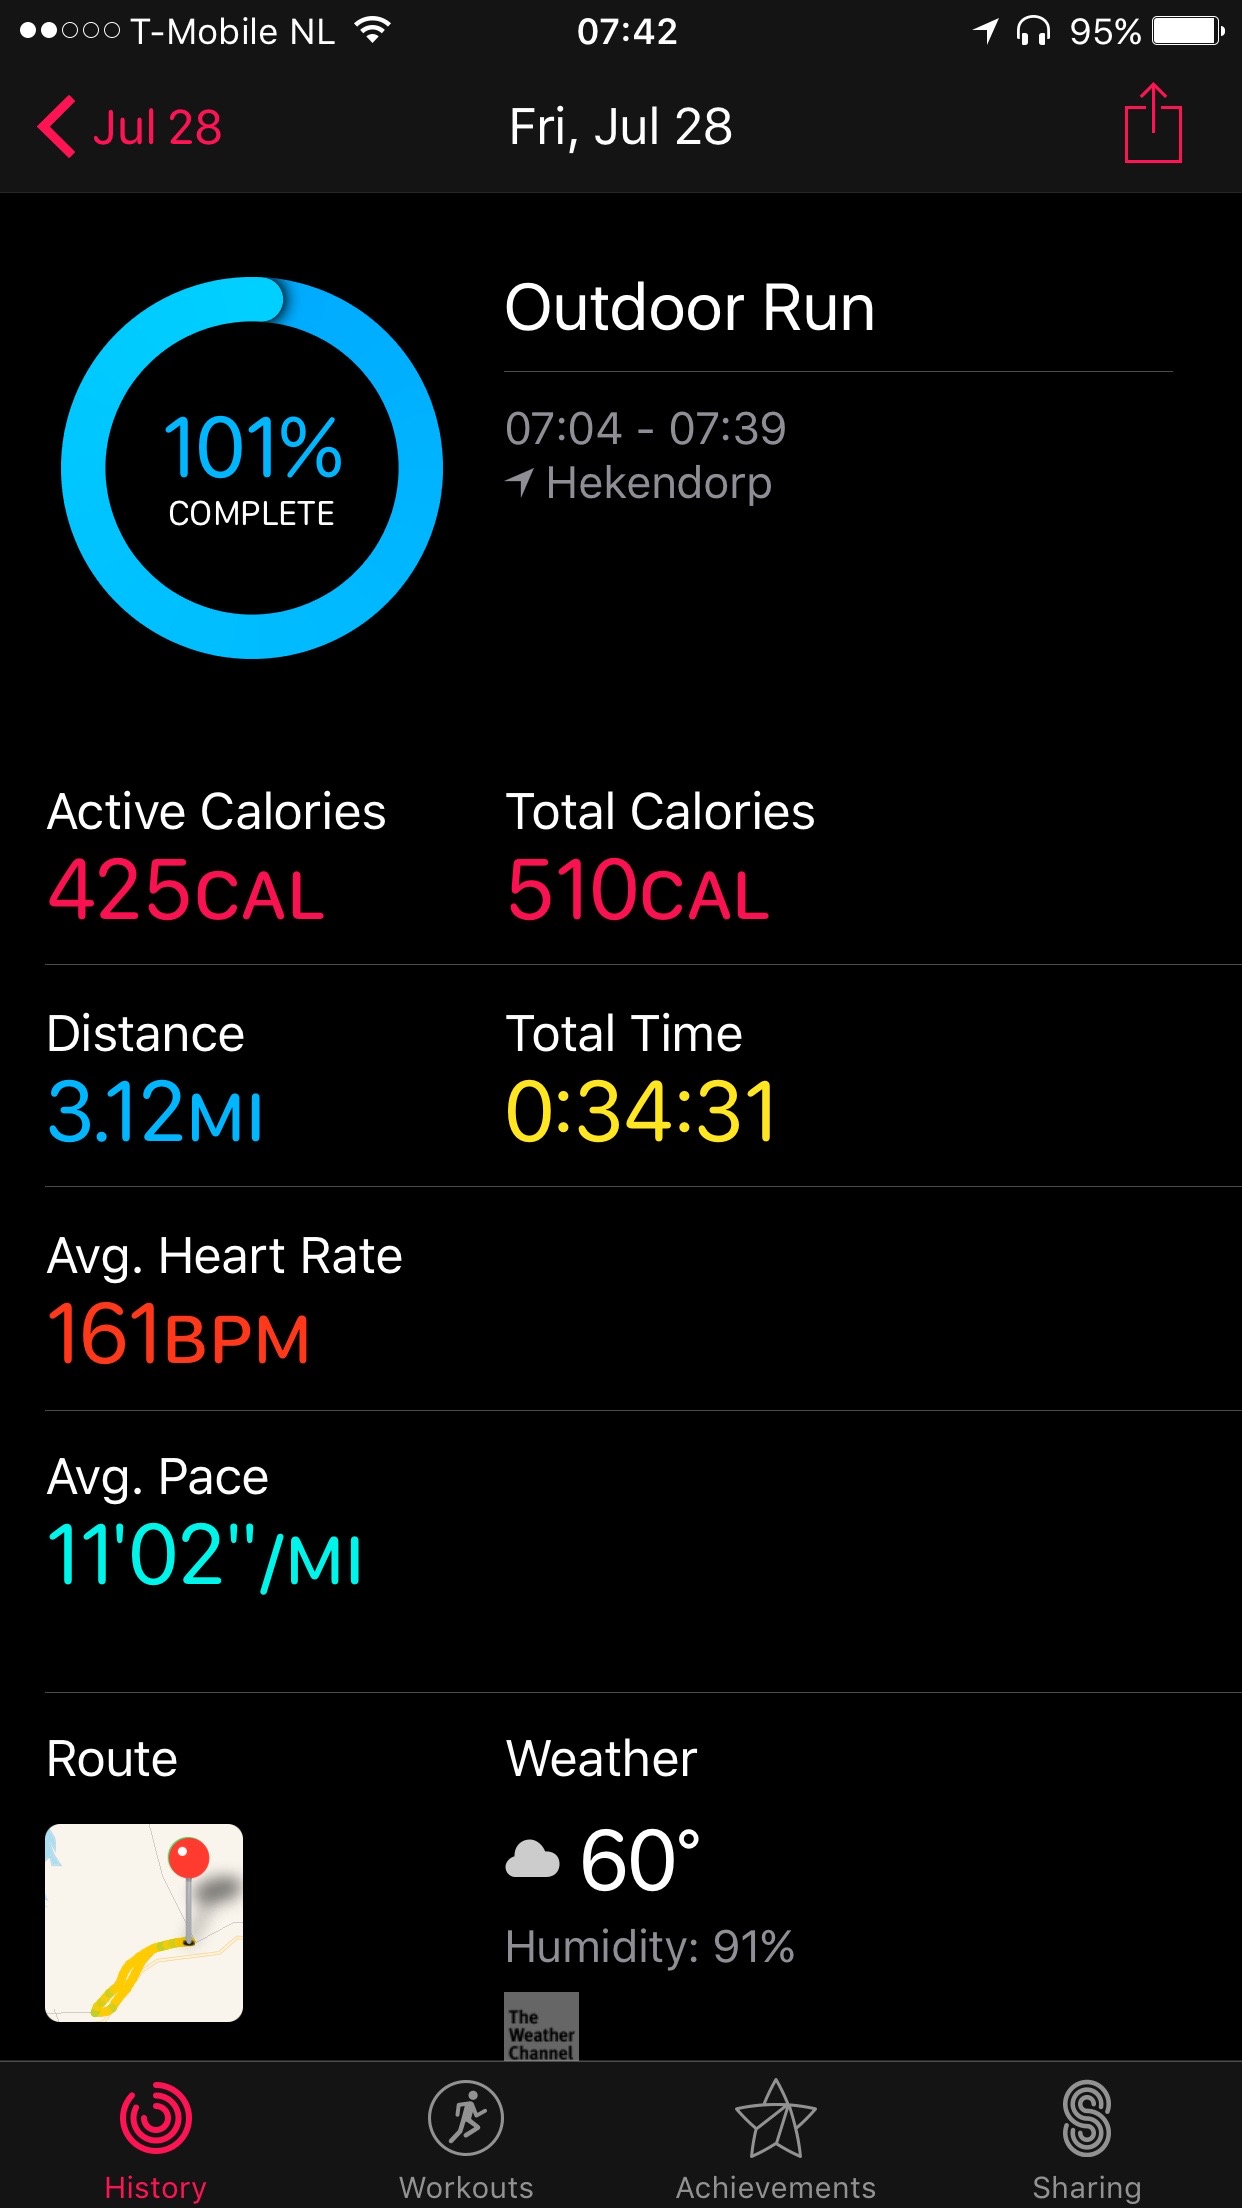 T-Mobile NL 07:42 95%
Jul 28 Fri, Jul 28
Outdoor Run
07:04 - 07:39
Hekendorp
101%
COMPLETE
Active Calories Total Calories
425CAL 510CAL
Distance Total Time
3.12MI 0:34:31
Avg. Heart Rate
161BPM
Avg. Pace
11'02"/MI
Route Weather
60°
Humidity: 91%
The
Weather
Channel
History Workouts Achievements Sharing